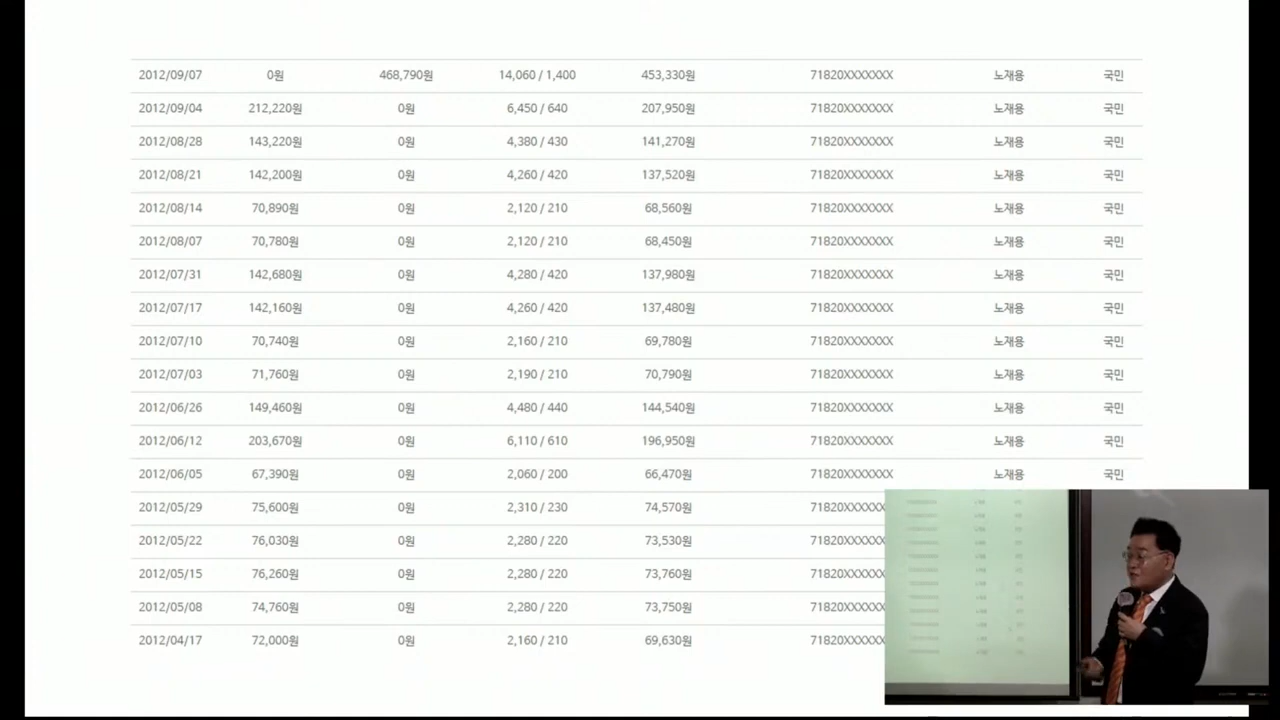 2012/09/07 0원 468,790원 14,060 / 1,400 453,330원 71820XXXXXXX 노재용 국민
2012/09/04 212,220원 0원 6,450 / 640 207,950원 71820XXXXXXX 노재용 국민
2012/08/28 143,220원 0원 4,380 / 430 141,270원 71820XXXXXXX 노재용 국민
2012/08/21 142,200원 0원 4,260 / 420 137,520원 71820XXXXXXX 노재용 국민
2012/08/14 70,890원 0원 2,120 / 210 68,560원 71820XXXXXXX 노재용 국민
2012/08/07 70,780원 0원 2,120 / 210 68,450원 71820XXXXXXX 노재용 국민
2012/07/31 142,680원 0원 4,280 / 420 137,980원 71820XXXXXXX 노재용 국민
2012/07/17 142,160원 0원 4,260 / 420 137,480원 71820XXXXXXX 노재용 국민
2012/07/10 70,740원 0원 2,160 / 210 69,780원 71820XXXXXXX 노재용 국민
2012/07/03 71,760원 0원 2,190 / 210 70,790원 71820XXXXXXX 노재용 국민
2012/06/26 149,460원 0원 4,480 / 440 144,540원 71820XXXXXXX 노재용 국민
2012/06/12 203,670원 0원 6,110 / 610 196,950원 71820XXXXXXX 노재용 국민
2012/06/05 67,390원 0원 2,060 / 200 66,470원 71820XXXXXXX 노재용 국민
2012/05/29 75,600원 0원 2,310 / 230 74,570원 71820XXXXX
2012/05/22 76,030원 0원 2,280 / 220 73,530원 71820XXXXX
2012/05/15 76,260원 0원 2,280 / 220 73,760원 71820XXXXX
2012/05/08 74,760원 0원 2,280 / 220 73,750원 71820XXXXX
2012/04/17 72,000원 0원 2,160 / 210 69,630원 71820XXXXX